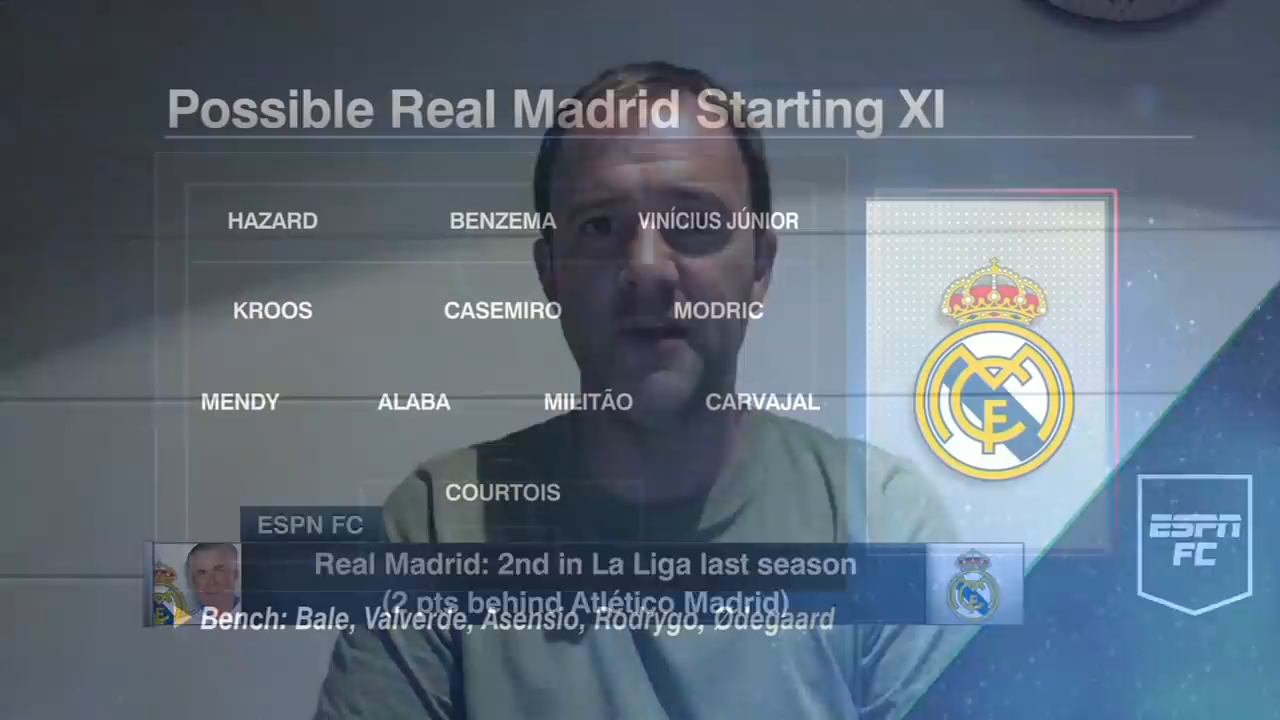 Possible Real Madrid Starting XI
HAZARD BENZEMA VINÍCIUS JÚNIOR
KROOS CASEMIRO MODRIC
MENDY ALABA MILITÃO CARVAJAL
COURTOIS
ESPN FC
Real Madrid: 2nd in La Liga last season
(2 pts behind Atlético Madrid)
Bench: Bale, Valverde, Asensio, Rodrygo, Ødegaard
ESPN
FC